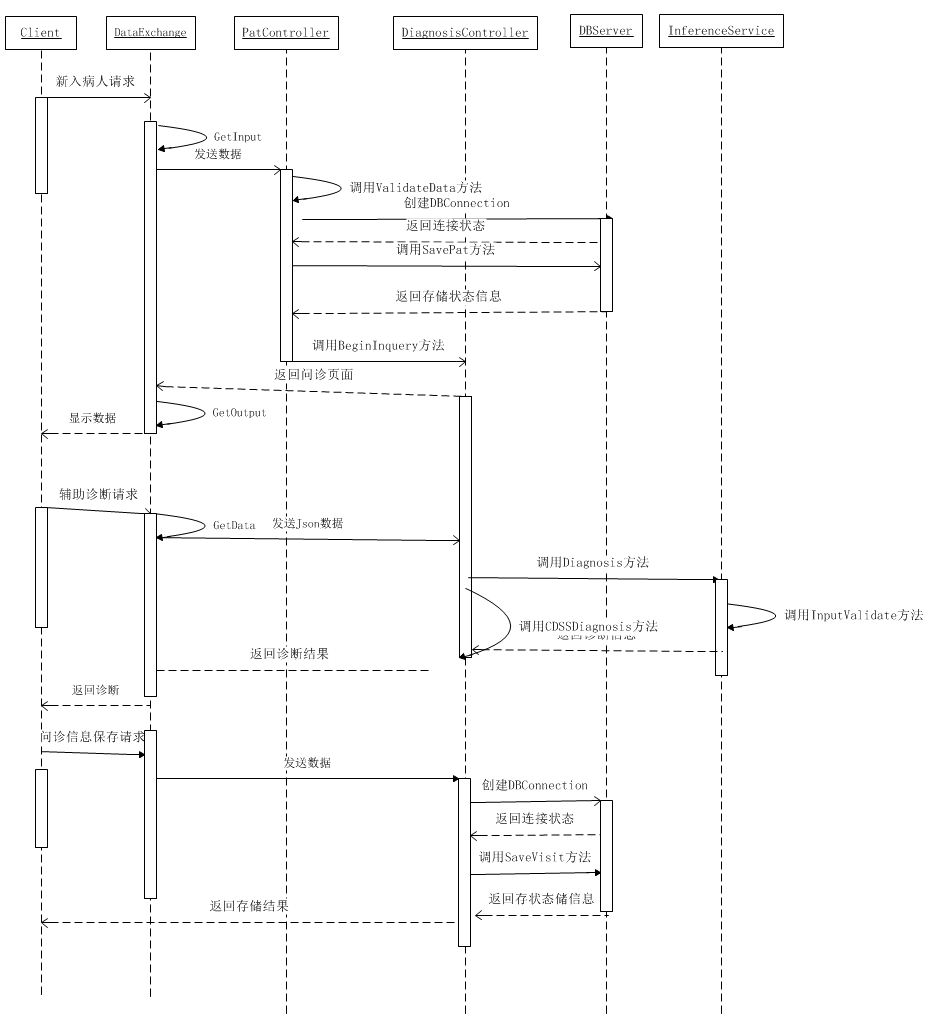 Client
DataExchange
PatController
DiagnosisController
DBServer
InferenceService
新入病人请求
GetInput
发送数据
调用ValidateData方法
创建DBConnection
返回连接状态
调用SavePat方法
返回存储状态信息
调用BeginInquery方法
返回问诊页面
GetOutput
显示数据
辅助诊断请求
GetData
发送Json数据
调用Diagnosis方法
调用InputValidate方法
调用CDSSDiagnosis方法
返回诊断信息
返回诊断结果
返回诊断
问诊信息保存请求
发送数据
创建DBConnection
返回连接状态
调用SaveVisit方法
返回存状态储信息
返回存储结果